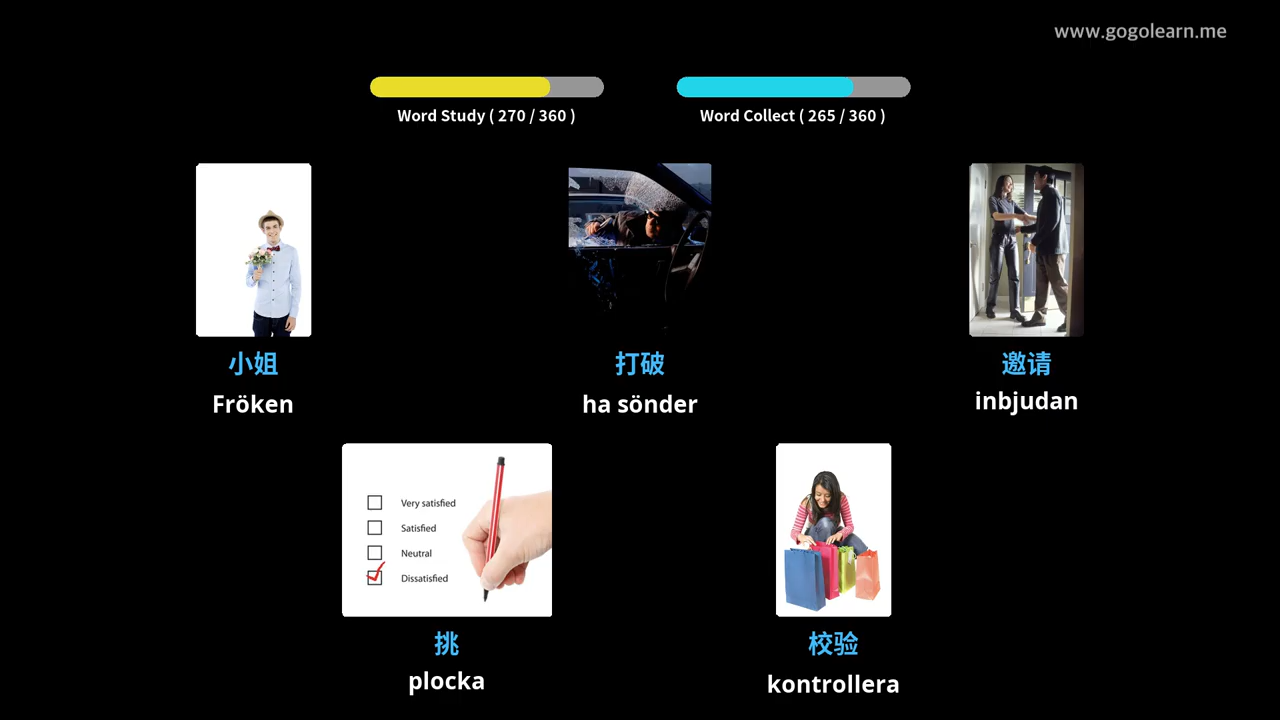 www.gogolearn.me
Word Study ( 270 / 360 )
Word Collect ( 265 / 360 )
小姐
Fröken
打破
ha sönder
邀请
inbjudan
Very satisfied
Satisfied
Neutral
Dissatisfied
挑
plocka
校验
kontrollera